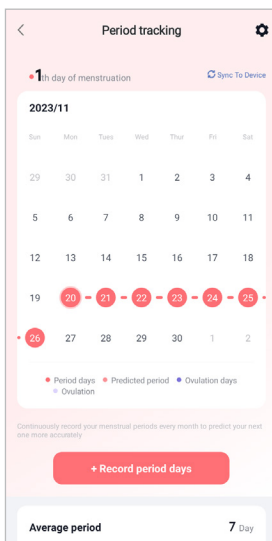 Period tracking
1th day of menstruation
Sync To Device
2023/11
Sun Mon Tues Wed Thur Fri Sat
29 30 31 1 2 3 4
5 6 7 8 9 10 11
12 13 14 15 16 17 18
19 20 21 22 23 24 25
26 27 28 29 30 1 2
Period days Predicted period Ovulation days
Ovulation
Continuously record your menstrual periods every month to predict your next
one more accurately
+ Record period days
Average period 7 Day